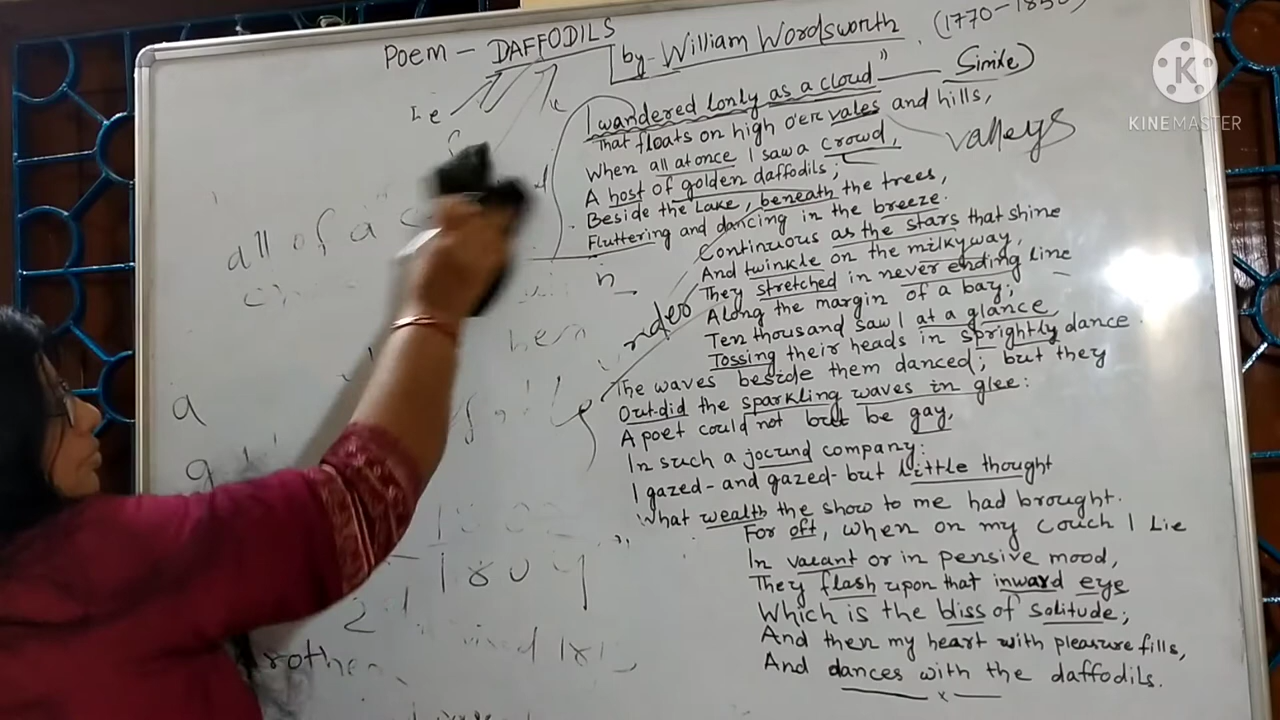 Poem - DAFFODILS
by- William Wordsworth
I wandered lonly as a cloud" Simile)
That floats on high o'er vales and hills,
valleys
When all at once I saw a crowd,
A host of golden daffodils,
Beside the Lake, beneath the trees,
Fluttering and dancing in the breeze.
Continuous as the stars that shine
And twinkle on the milky way,
They stretched in never ending line
Along the margin of a bay;
Ten thousand saw I at a glance
Tossing their heads in sprightly dance.
The waves beside them danced; but they
Out-did the sparkling waves in glee:
A poet could not but be gay,
In such a jocund company:
I gazed- and gazed- but little thought
What wealth the show to me had brought.
For oft, when on my couch I lie
In vacant or in pensive mood,
They flash upon that inward eye
Which is the bliss of solitude;
And then my heart with pleasure fills,
And dances with the daffodils.
x
all of a
a
1804
K
KINEMASTER